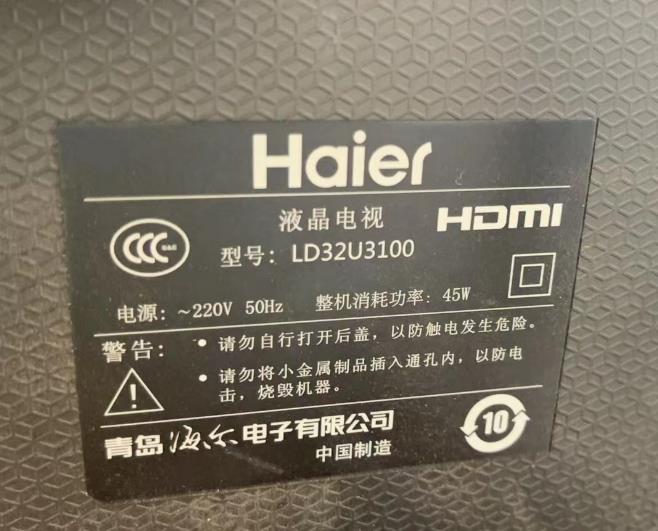 Haier
液晶电视
HDMI
CCC
S&E
型号: LD32U3100
电源: ~220V 50Hz 整机消耗功率: 45W
警告:
• 请勿自行打开后盖，以防触电发生危险。
• 请勿将小金属制品插入通孔内，以防电
击，烧毁机器。
青岛海尔电子有限公司
中国制造
10